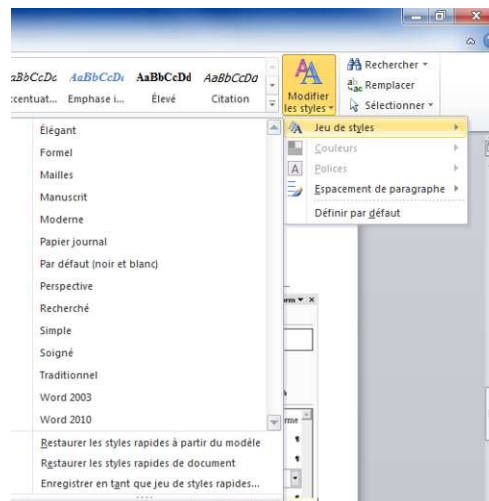 AaBbCcDc AaBbCcDc AaBbCcDd AaBbCcDd
Emphase i... Élevé Citation
Modifier
les styles
Rechercher
Remplacer
Sélectionner
Jeu de styles
Couleurs
Polices
Espacement de paragraphe
Définir par défaut
Élégant
Formel
Mailles
Manuscrit
Moderne
Papier journal
Par défaut (noir et blanc)
Perspective
Recherché
Simple
Soigné
Traditionnel
Word 2003
Word 2010
Restaurer les styles rapides à partir du modèle
Restaurer les styles rapides de document
Enregistrer en tant que jeu de styles rapides...